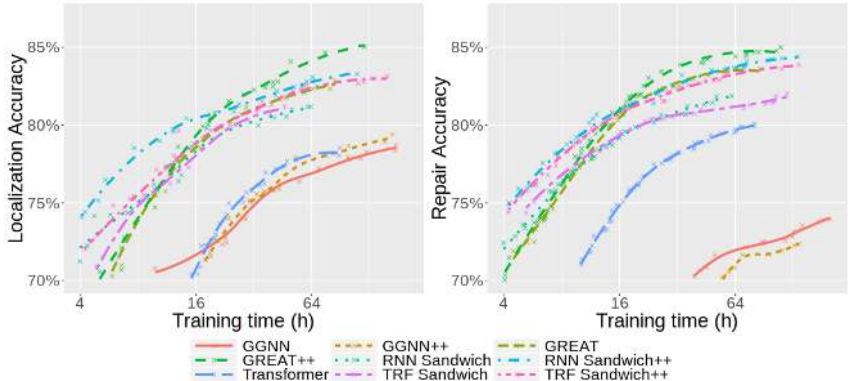 Localization Accuracy
85%
80%
75%
70%
4 16 64
Training time (h)
Repair Accuracy
85%
80%
75%
70%
4 16 64
Training time (h)
GGNN GGNN++ GREAT
GREAT++ RNN Sandwich RNN Sandwich++
Transformer TRF Sandwich TRF Sandwich++